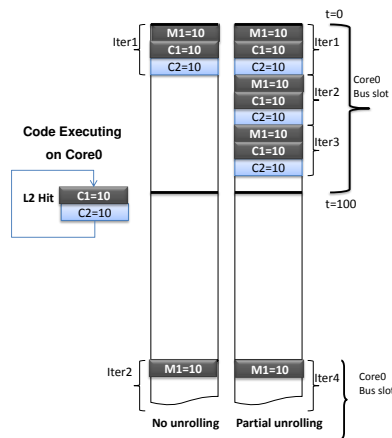 t=0
Iter1
M1=10
C1=10
C2=10
M1=10
C1=10
C2=10
Iter1
M1=10
C1=10
C2=10
Iter2
M1=10
C1=10
C2=10
Iter3
Core0
Bus slot
Code Executing
on Core0
L2 Hit
C1=10
C2=10
t=100
Iter2
M1=10
M1=10
Iter4
Core0
Bus slot
No unrolling
Partial unrolling